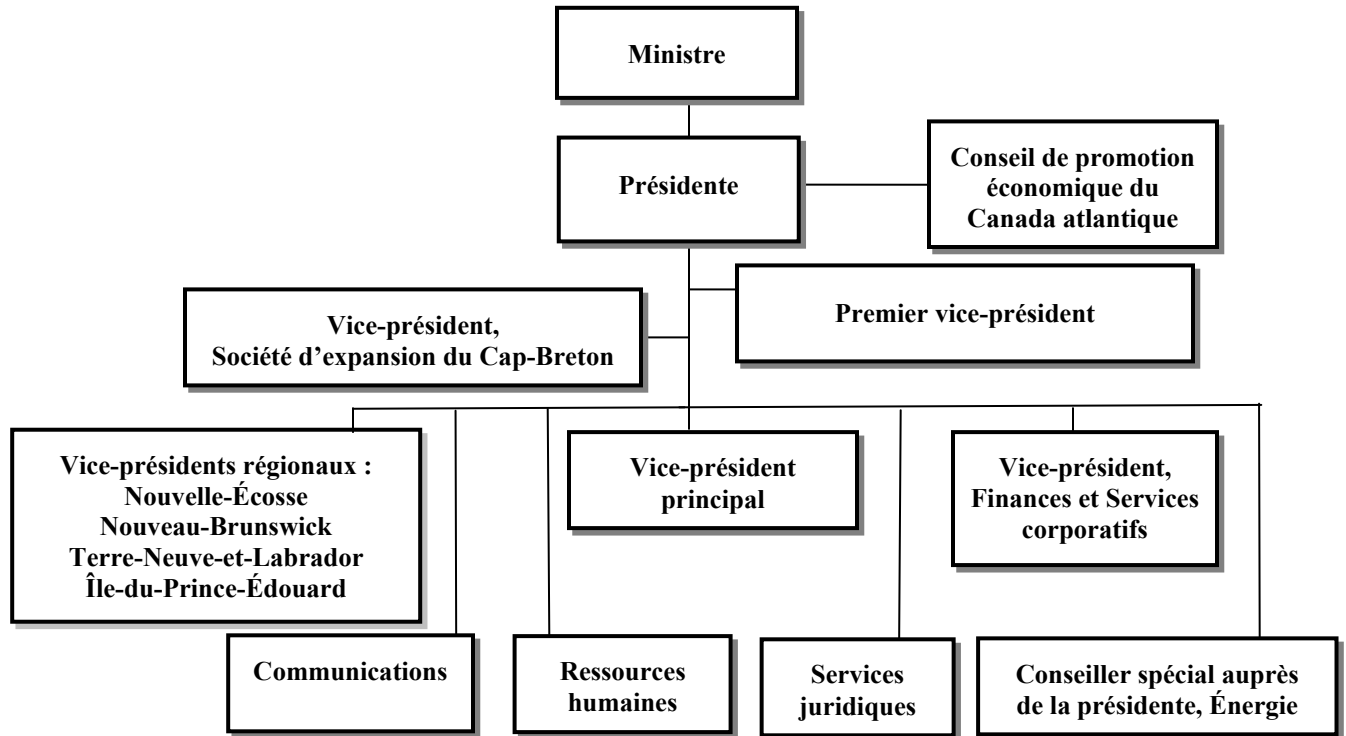 Ministre
Présidente
Conseil de promotion
économique du
Canada atlantique
Premier vice-président
Vice-président,
Société d’expansion du Cap-Breton
Vice-présidents régionaux :
Nouvelle-Écosse
Nouveau-Brunswick
Terre-Neuve-et-Labrador
Île-du-Prince-Édouard
Vice-président
principal
Vice-président,
Finances et Services
corporatifs
Communications
Ressources
humaines
Services
juridiques
Conseiller spécial auprès
de la présidente, Énergie